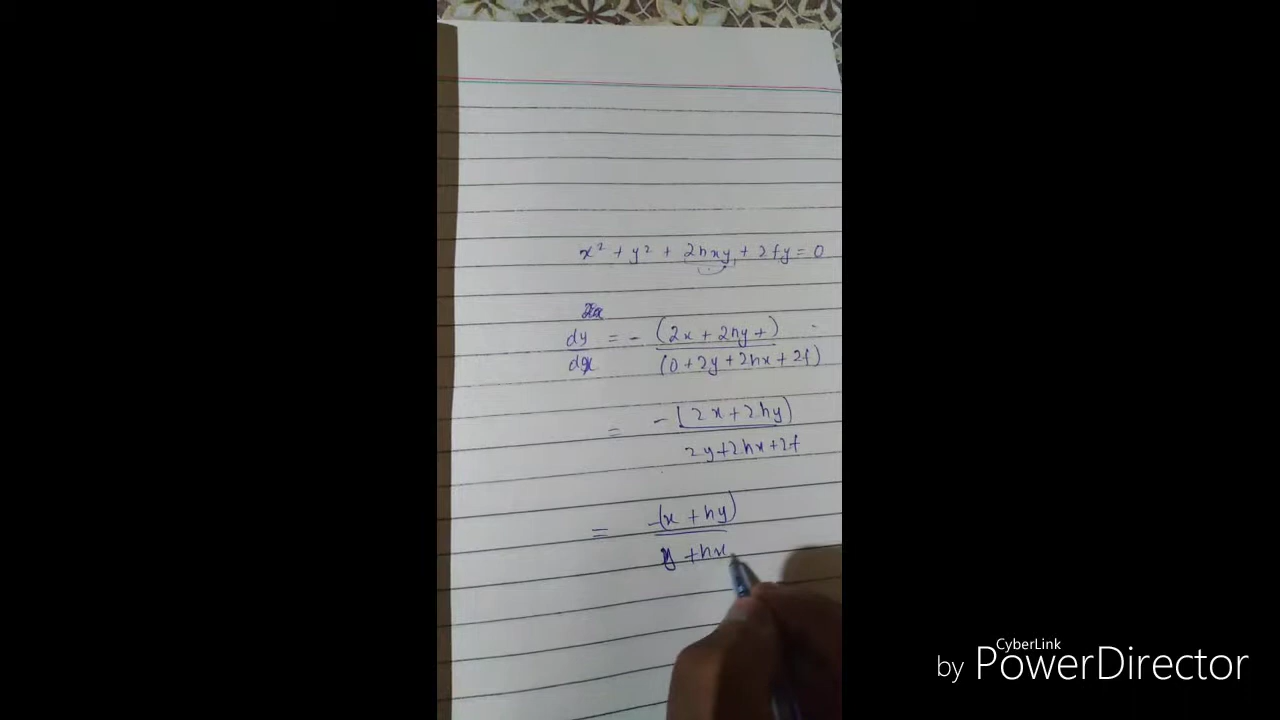 x² + y² + 2hxy + 2fy = 0
dy/dx = - (2x + 2hy +) / (0 + 2y + 2hx + 2f)
= -(2x + 2hy) / 2y + 2hx + 2f
= -(x + hy) / y + hx
CyberLink
by PowerDirector